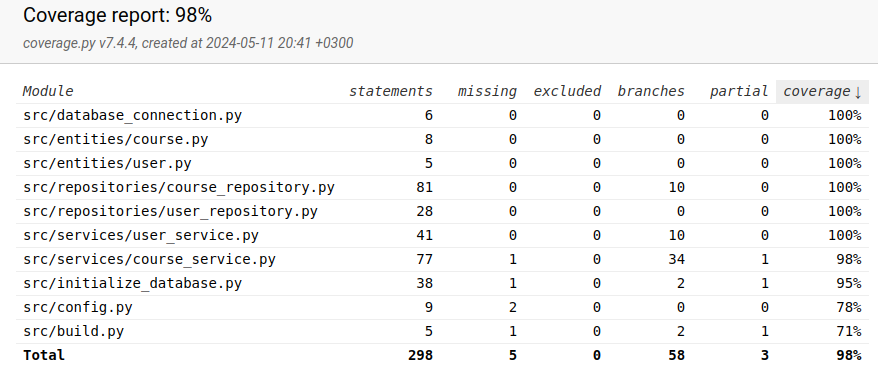 Coverage report: 98%
coverage.py v7.4.4, created at 2024-05-11 20:41 +0300
Module statements missing excluded branches partial coverage ↓
src/database_connection.py 6 0 0 0 0 100%
src/entities/course.py 8 0 0 0 0 100%
src/entities/user.py 5 0 0 0 0 100%
src/repositories/course_repository.py 81 0 0 10 0 100%
src/repositories/user_repository.py 28 0 0 0 0 100%
src/services/user_service.py 41 0 0 10 0 100%
src/services/course_service.py 77 1 0 34 1 98%
src/initialize_database.py 38 1 0 2 1 95%
src/config.py 9 2 0 0 0 78%
src/build.py 5 1 0 2 1 71%
Total 298 5 0 58 3 98%